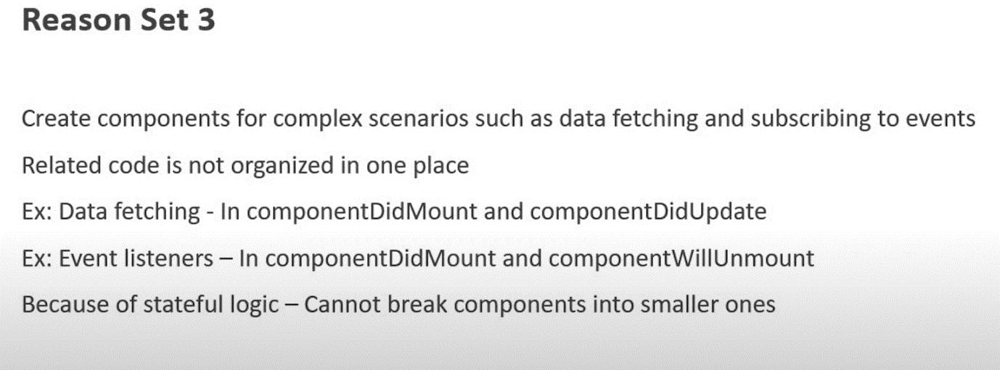 Reason Set 3
Create components for complex scenarios such as data fetching and subscribing to events
Related code is not organized in one place
Ex: Data fetching - In componentDidMount and componentDidUpdate
Ex: Event listeners – In componentDidMount and componentWillUnmount
Because of stateful logic – Cannot break components into smaller ones